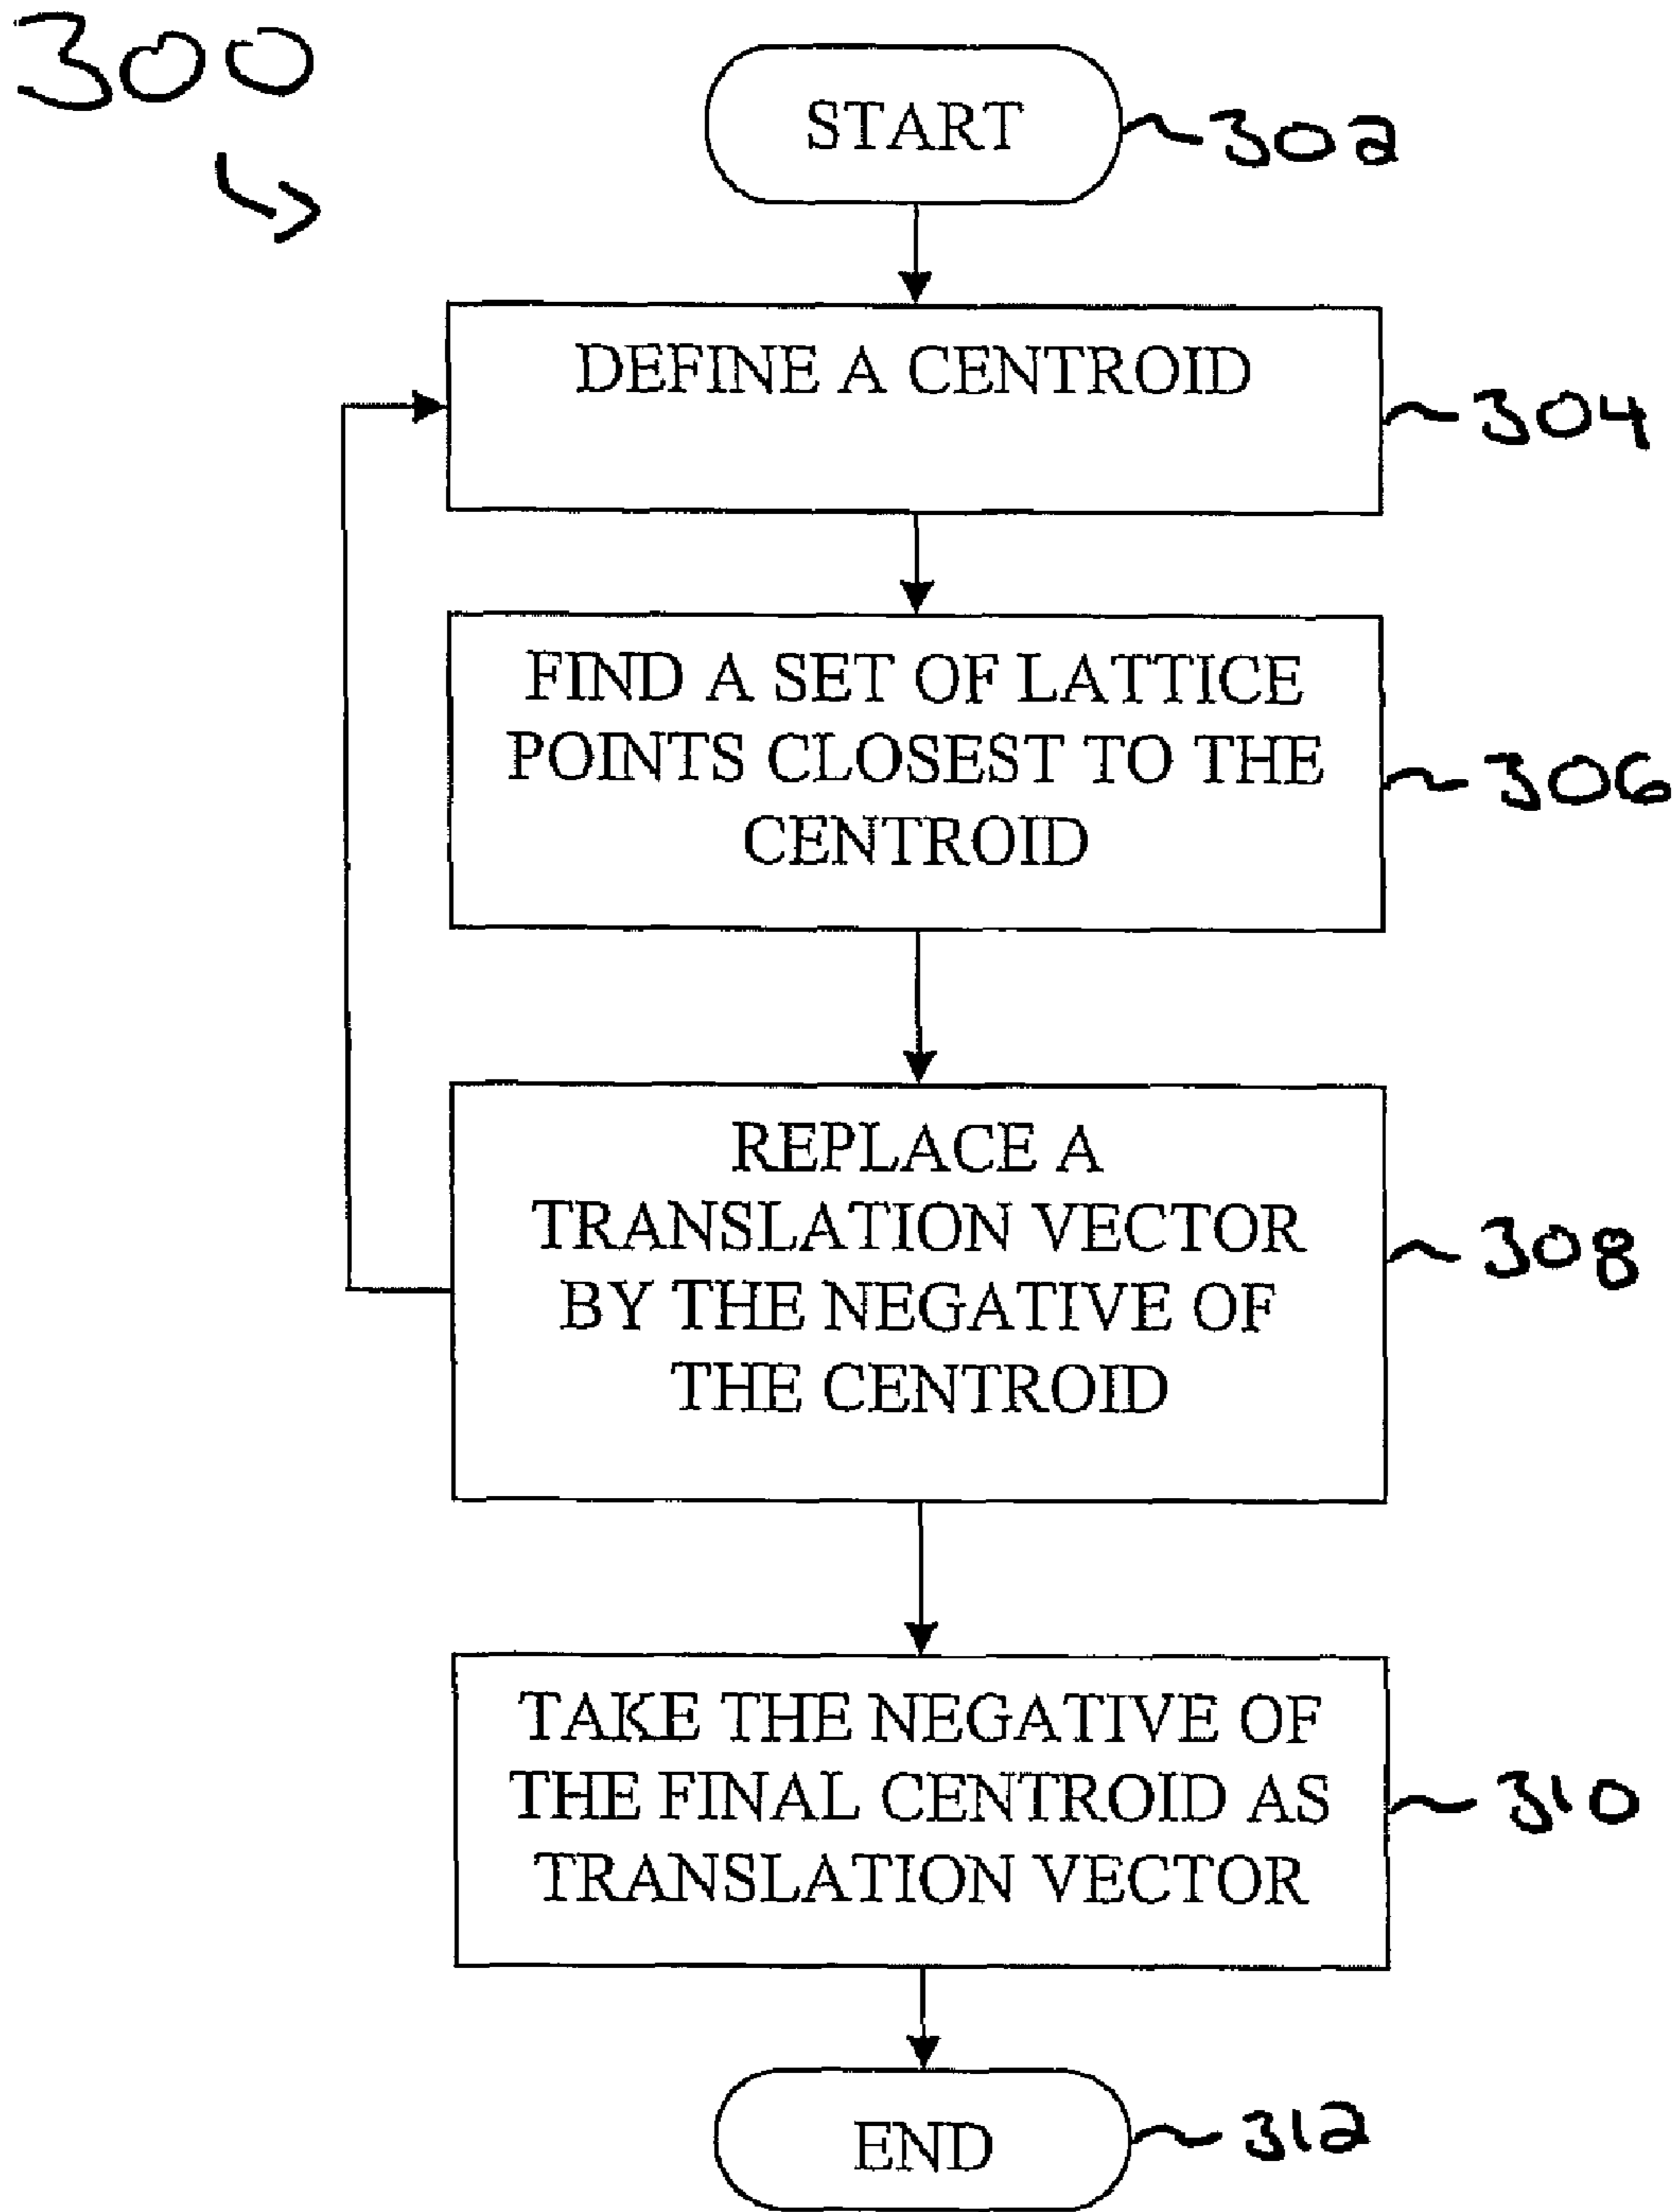 300
START
302
DEFINE A CENTROID
304
FIND A SET OF LATTICE
POINTS CLOSEST TO THE
CENTROID
306
REPLACE A
TRANSLATION VECTOR
BY THE NEGATIVE OF
THE CENTROID
308
TAKE THE NEGATIVE OF
THE FINAL CENTROID AS
TRANSLATION VECTOR
310
END
312